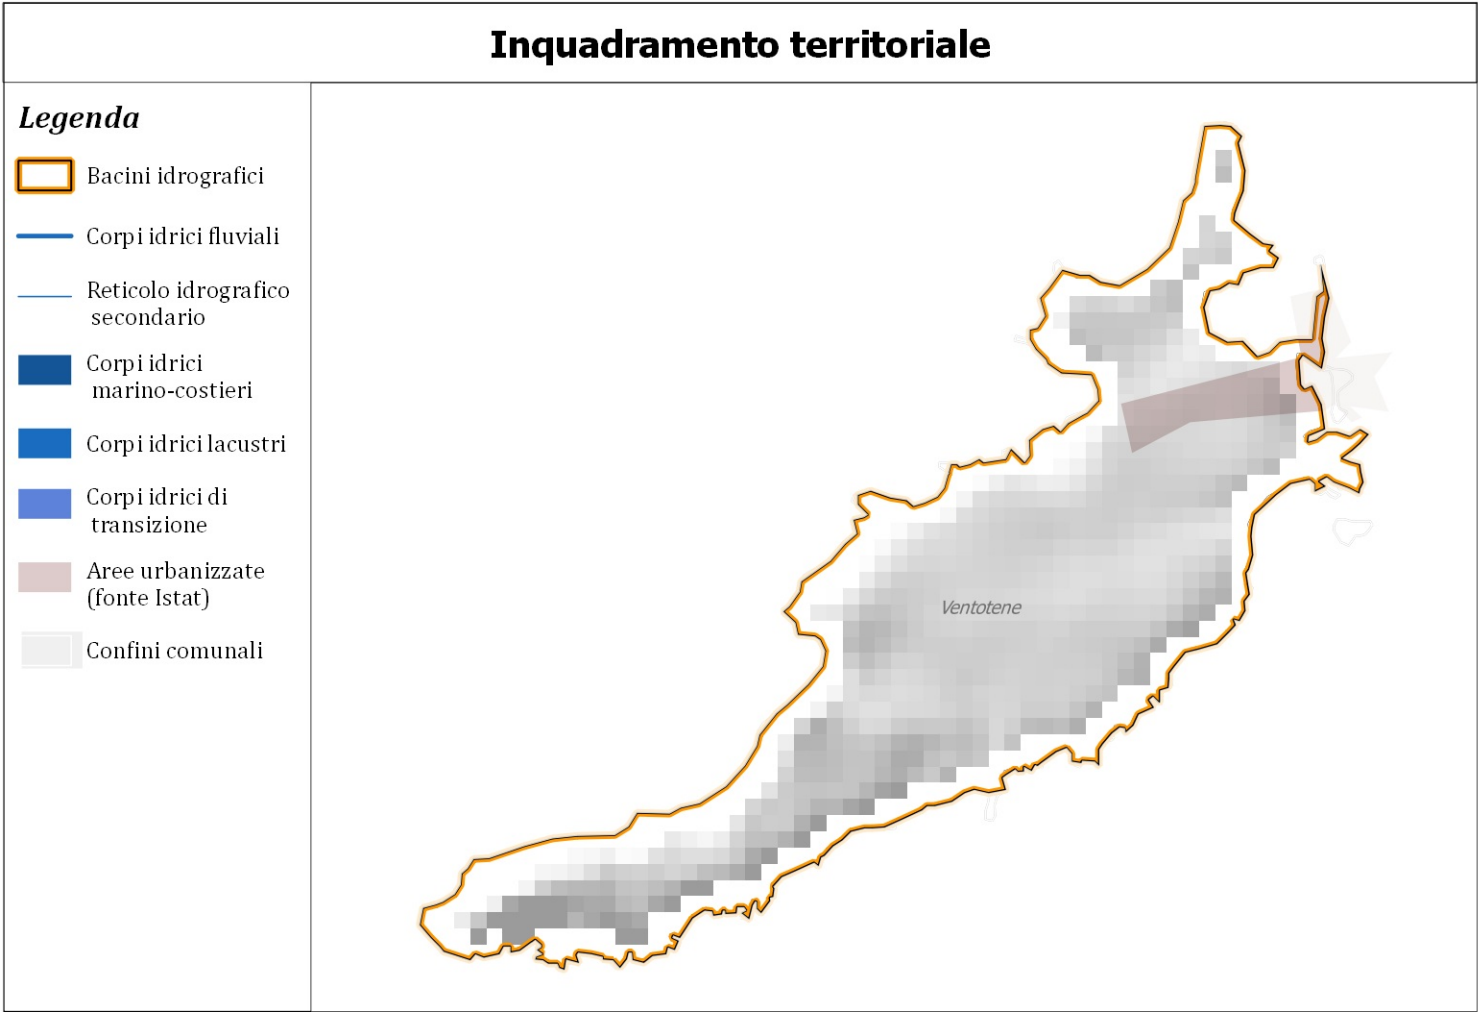 Inquadramento territoriale
Legenda
Bacini idrografici
Corpi idrici fluviali
Reticolo idrografico
secondario
Corpi idrici
marino-costieri
Corpi idrici lacustri
Corpi idrici di
transizione
Aree urbanizzate
(fonte Istat)
Confini comunali
Ventotene